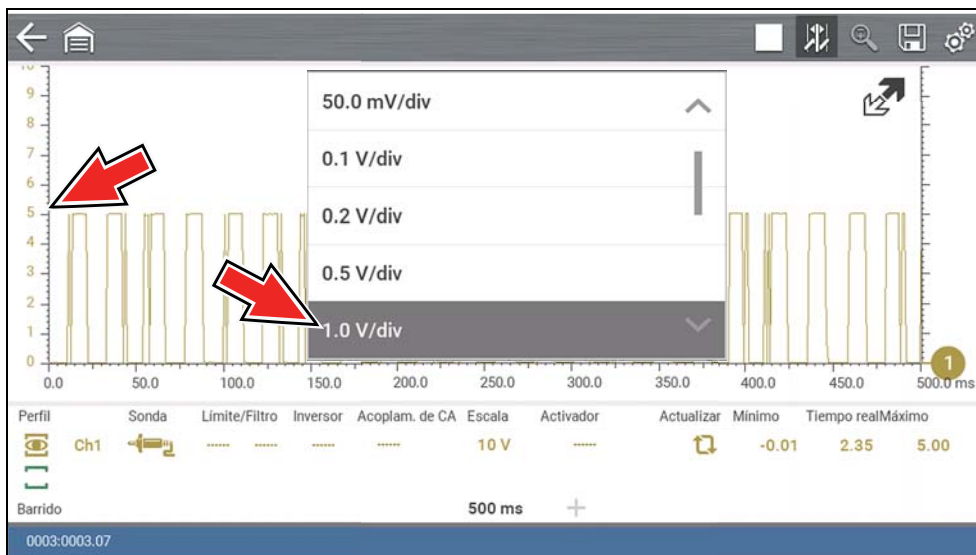 10
9
8
7
6
5
4
3
2
1
0
50.0 mV/div
0.1 V/div
0.2 V/div
0.5 V/div
1.0 V/div
1
0.0 50.0 100.0 150.0 200.0 250.0 300.0 350.0 400.0 450.0 500.0 ms
Perfil Sonda Límite/Filtro Inversor Acoplam. de CA Escala Activador Actualizar Mínimo Tiempo real Máximo
Ch1 ------ ------ ------ ------ 10 V ------ -0.01 2.35 5.00
Barrido 500 ms +
0003:0003.07